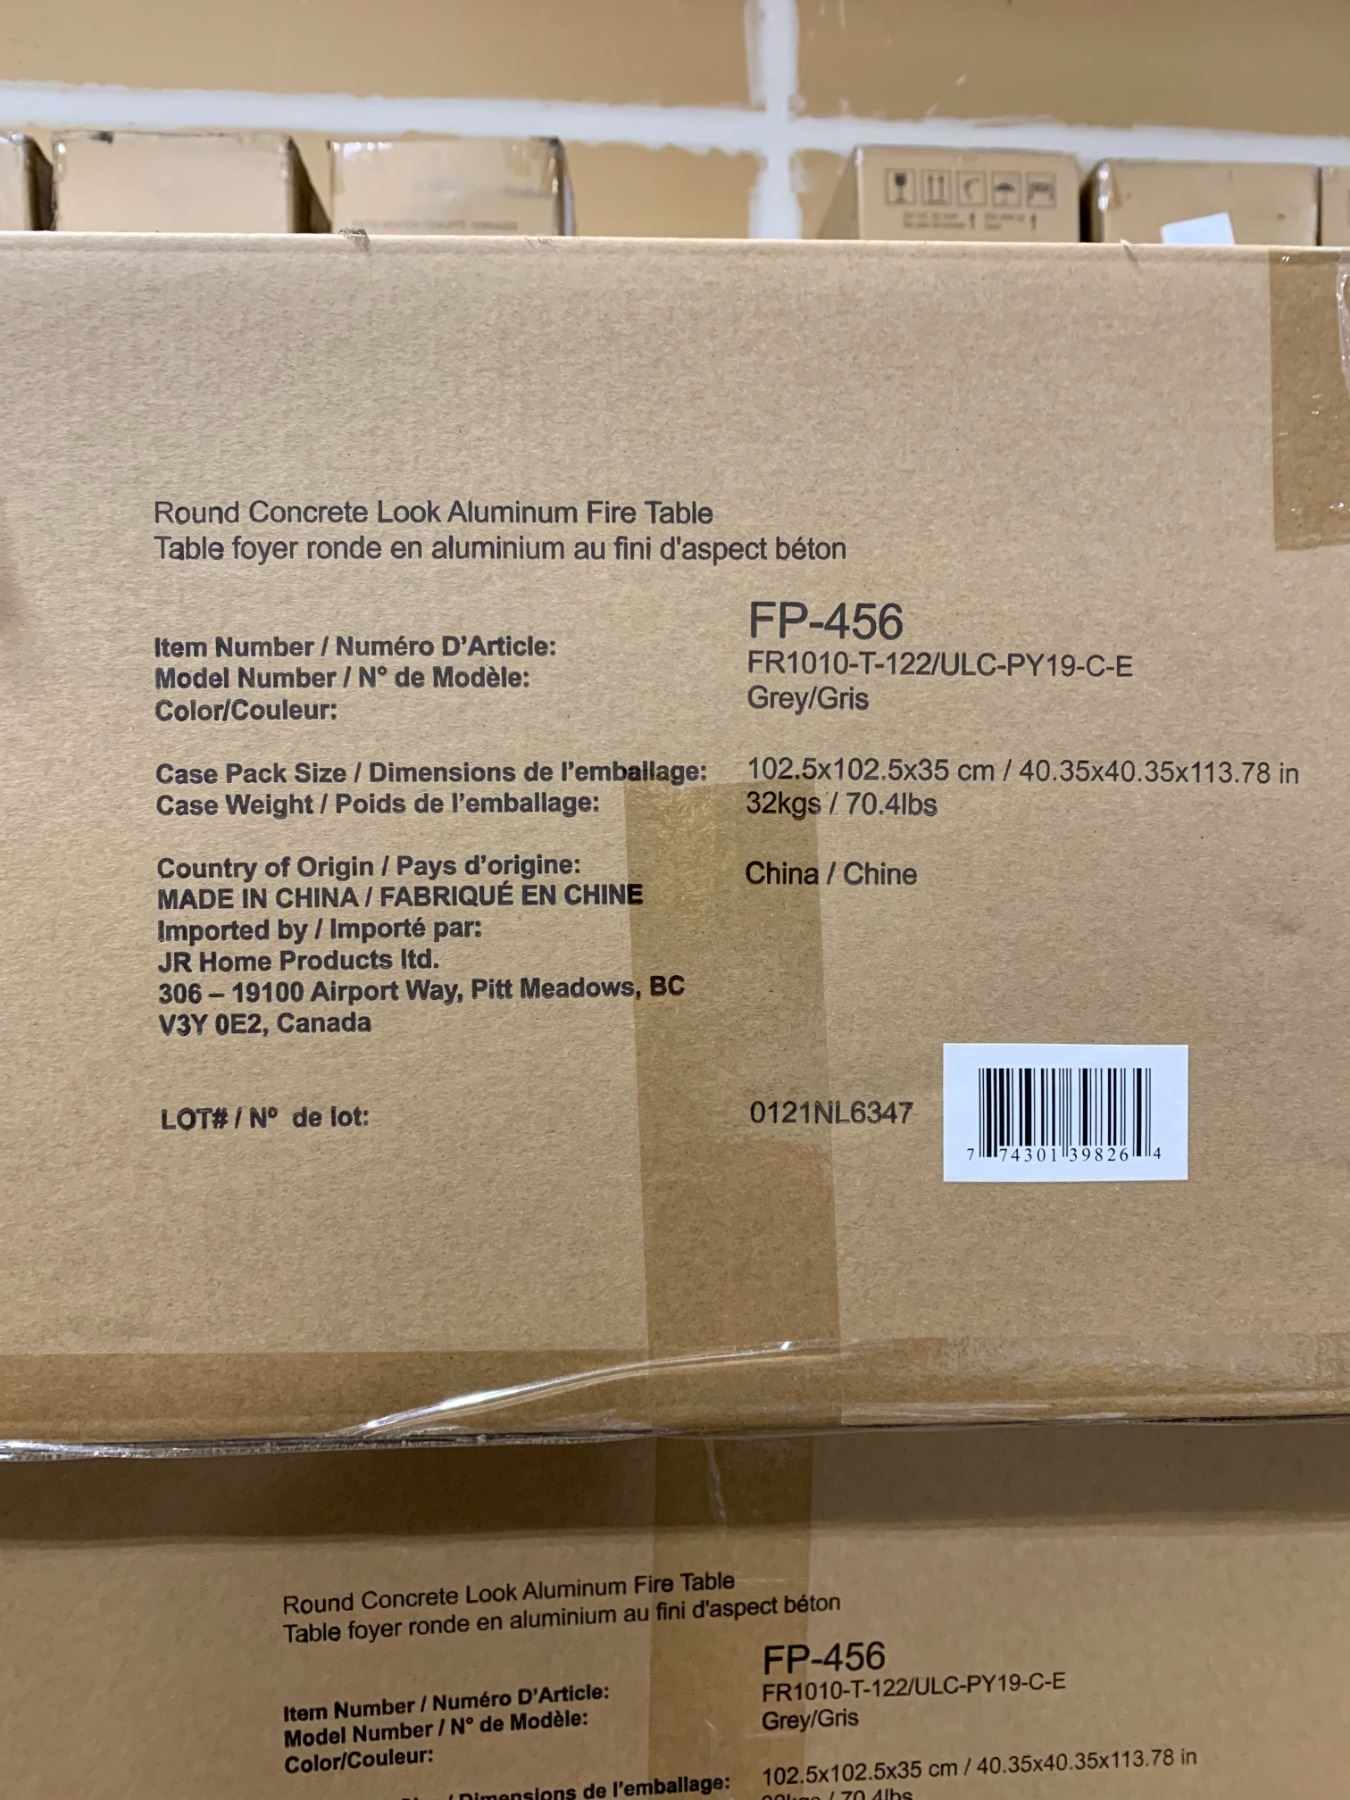 Round Concrete Look Aluminum Fire Table
Table foyer ronde en aluminium au fini d'aspect béton
Item Number / Numéro D'Article: FP-456
Model Number / N° de Modèle: FR1010-T-122/ULC-PY19-C-E
Color/Couleur: Grey/Gris
Case Pack Size / Dimensions de l'emballage: 102.5x102.5x35 cm / 40.35x40.35x113.78 in
Case Weight / Poids de l'emballage: 32kgs / 70.4lbs
Country of Origin / Pays d'origine: China / Chine
MADE IN CHINA / FABRIQUÉ EN CHINE
Imported by / Importé par:
JR Home Products ltd.
306 – 19100 Airport Way, Pitt Meadows, BC
V3Y 0E2, Canada
LOT# / Nº de lot: 0121NL6347
7 74301 39826 4
Round Concrete Look Aluminum Fire Table
Table foyer ronde en aluminium au fini d'aspect béton
Item Number / Numéro D'Article: FP-456
Model Number / N° de Modèle: FR1010-T-122/ULC-PY19-C-E
Color/Couleur: Grey/Gris
/ Dimensions de l'emballage: 102.5x102.5x35 cm / 40.35x40.35x113.78 in
/ 70.4lbs